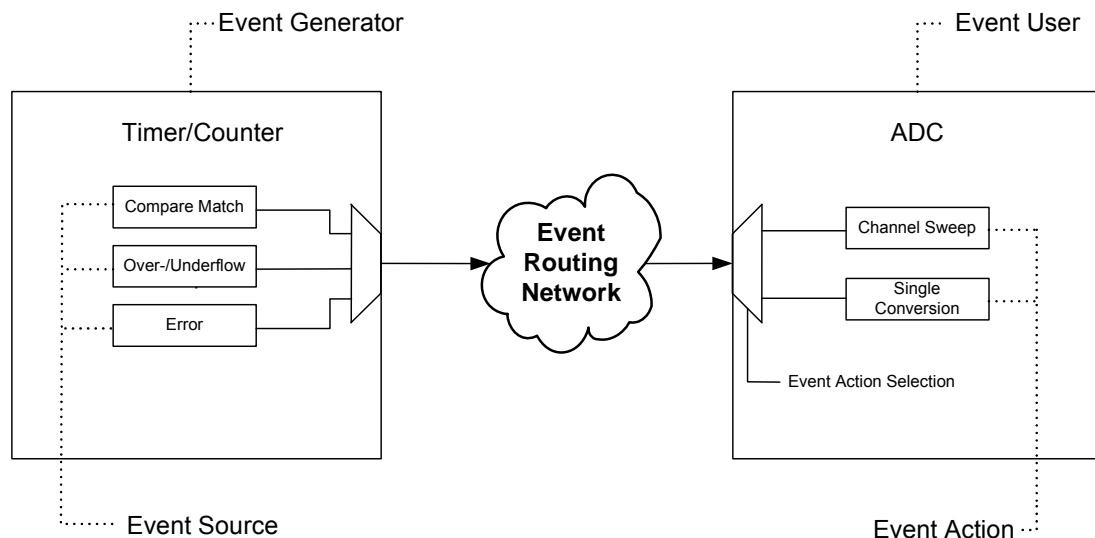 Event Generator
Event User
Timer/Counter
ADC
Compare Match
Over-/Underflow
Error
Event
Routing
Network
Channel Sweep
Single
Conversion
Event Action Selection
Event Source
Event Action